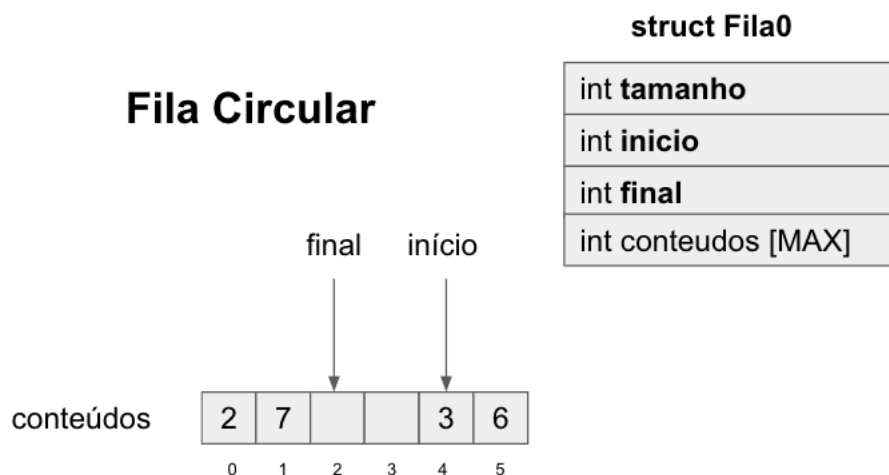 struct Fila0
Fila Circular
int tamanho
int inicio
int final
int conteudos [MAX]
final início
conteúdos 2 7 3 6
0 1 2 3 4 5